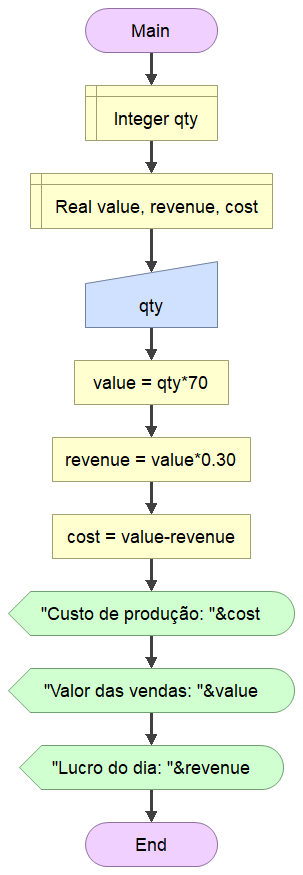 Main
Integer qty
Real value, revenue, cost
qty
value = qty*70
revenue = value*0.30
cost = value-revenue
"Custo de produção: "&cost
"Valor das vendas: "&value
"Lucro do dia: "&revenue
End